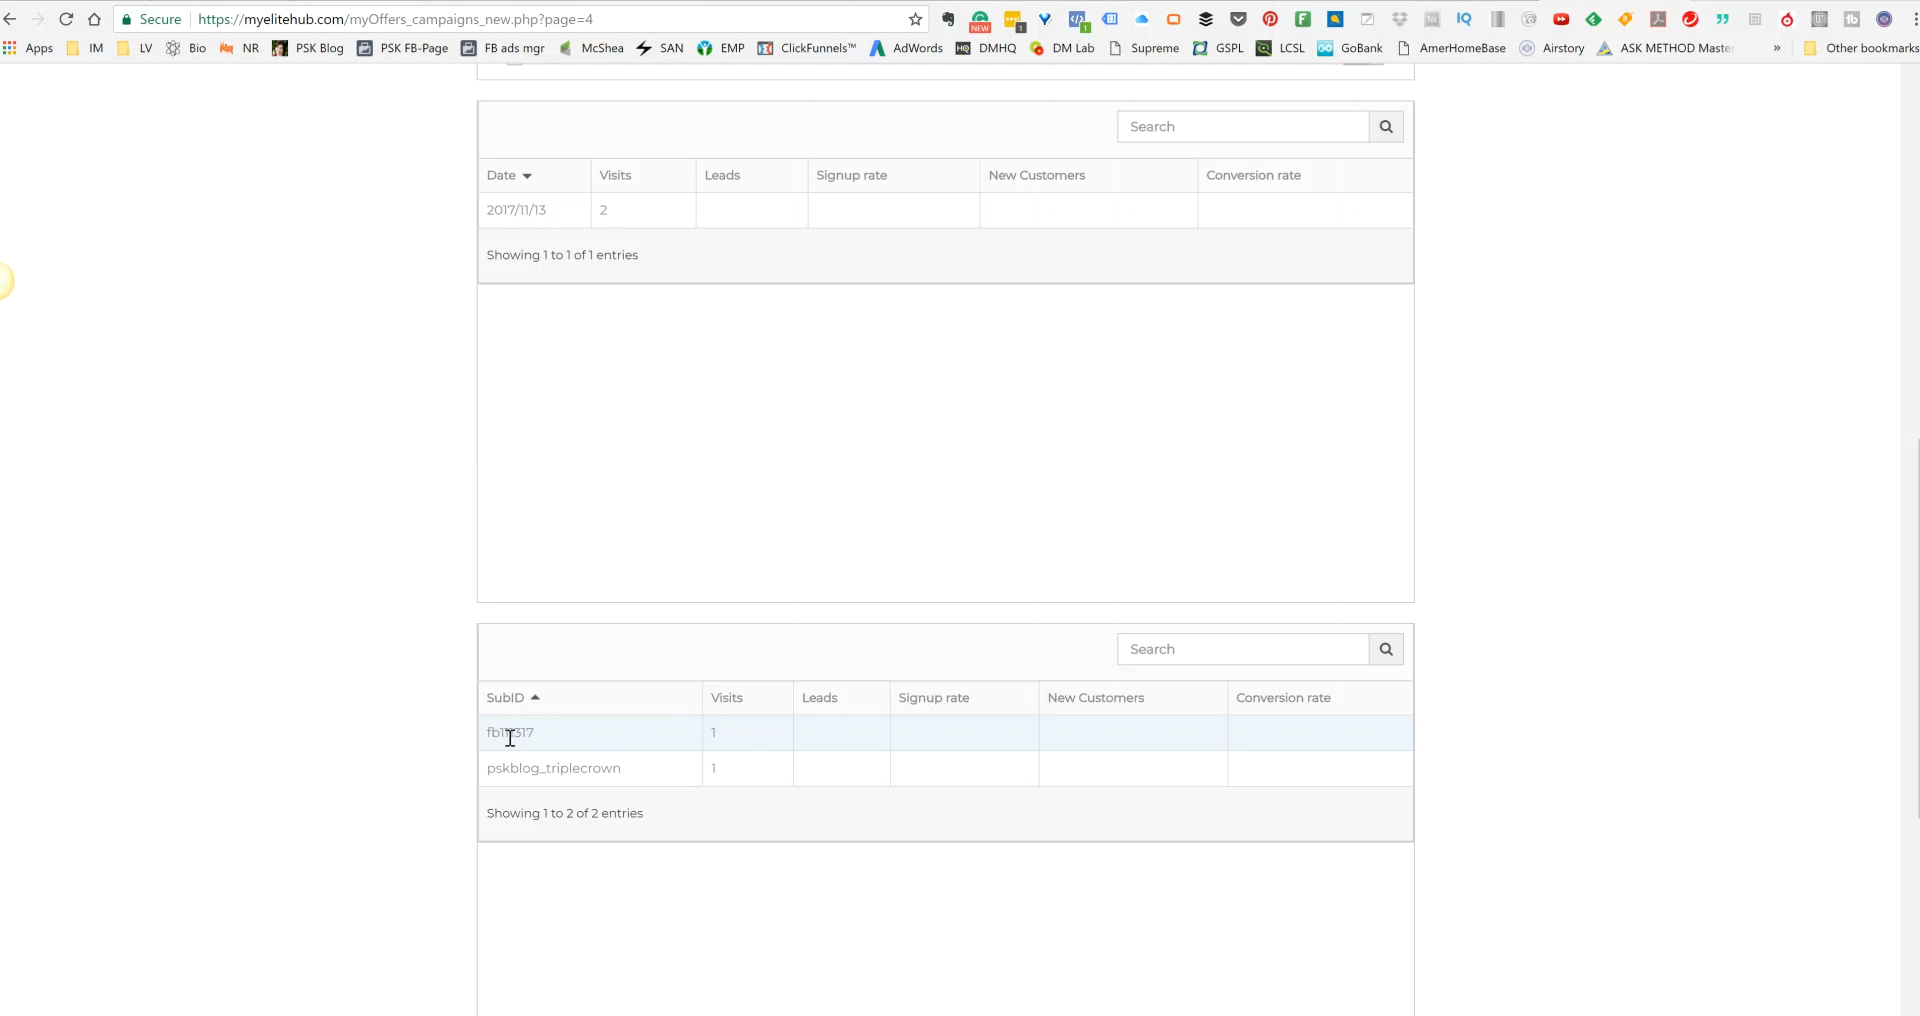 Secure https://myelitehub.com/myOffers_campaigns_new.php?page=4
NEW 1 1 IQ
Apps IM LV Bio NR PSK Blog PSK FB-Page FB ads mgr McShea SAN EMP ClickFunnels™ AdWords DMHQ DM Lab Supreme GSPL LCSL GoBank AmerHomeBase Airstory ASK METHOD Maste » Other bookmarks
Search
Date Visits Leads Signup rate New Customers Conversion rate
2017/11/13 2
Showing 1 to 1 of 1 entries
Search
SubID Visits Leads Signup rate New Customers Conversion rate
1
pskblog_triplecrown 1
Showing 1 to 2 of 2 entries